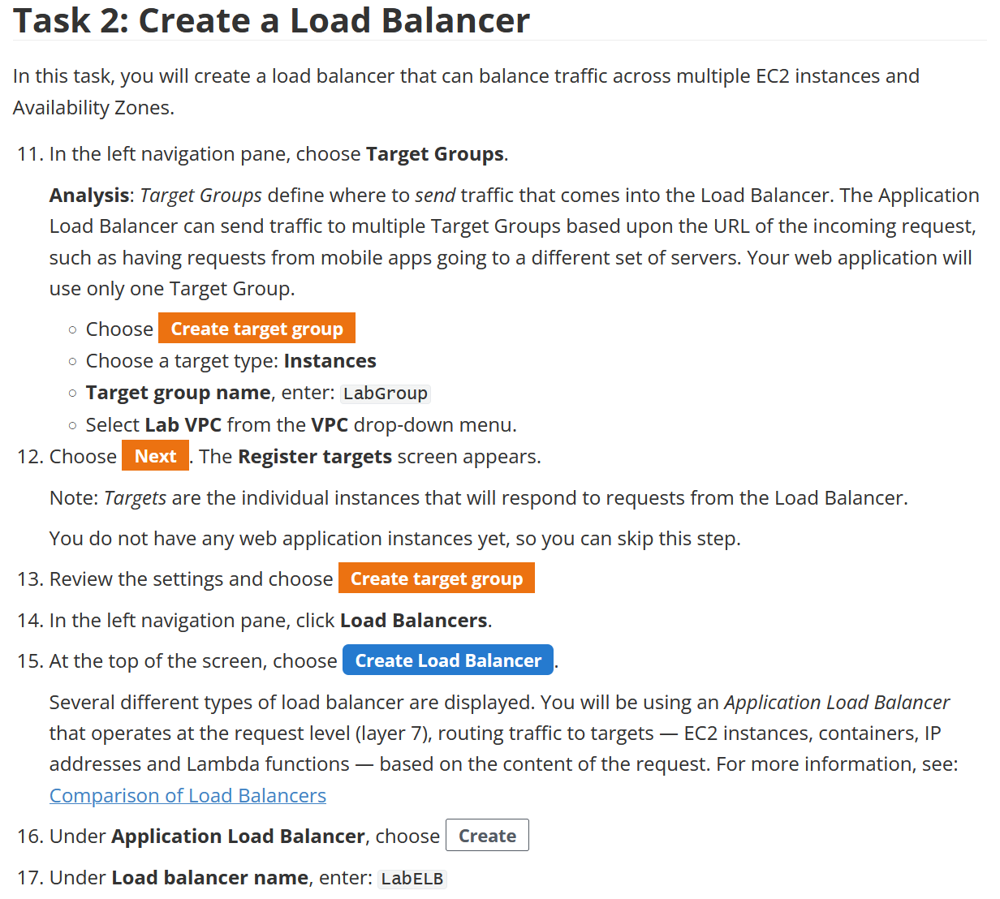 Task 2: Create a Load Balancer
In this task, you will create a load balancer that can balance traffic across multiple EC2 instances and
Availability Zones.
11. In the left navigation pane, choose Target Groups.
Analysis: Target Groups define where to send traffic that comes into the Load Balancer. The Application
Load Balancer can send traffic to multiple Target Groups based upon the URL of the incoming request,
such as having requests from mobile apps going to a different set of servers. Your web application will
use only one Target Group.
○ Choose Create target group
○ Choose a target type: Instances
○ Target group name, enter: LabGroup
○ Select Lab VPC from the VPC drop-down menu.
12. Choose Next. The Register targets screen appears.
Note: Targets are the individual instances that will respond to requests from the Load Balancer.
You do not have any web application instances yet, so you can skip this step.
13. Review the settings and choose Create target group
14. In the left navigation pane, click Load Balancers.
15. At the top of the screen, choose Create Load Balancer.
Several different types of load balancer are displayed. You will be using an Application Load Balancer
that operates at the request level (layer 7), routing traffic to targets — EC2 instances, containers, IP
addresses and Lambda functions — based on the content of the request. For more information, see:
Comparison of Load Balancers
16. Under Application Load Balancer, choose Create
17. Under Load balancer name, enter: LabELB